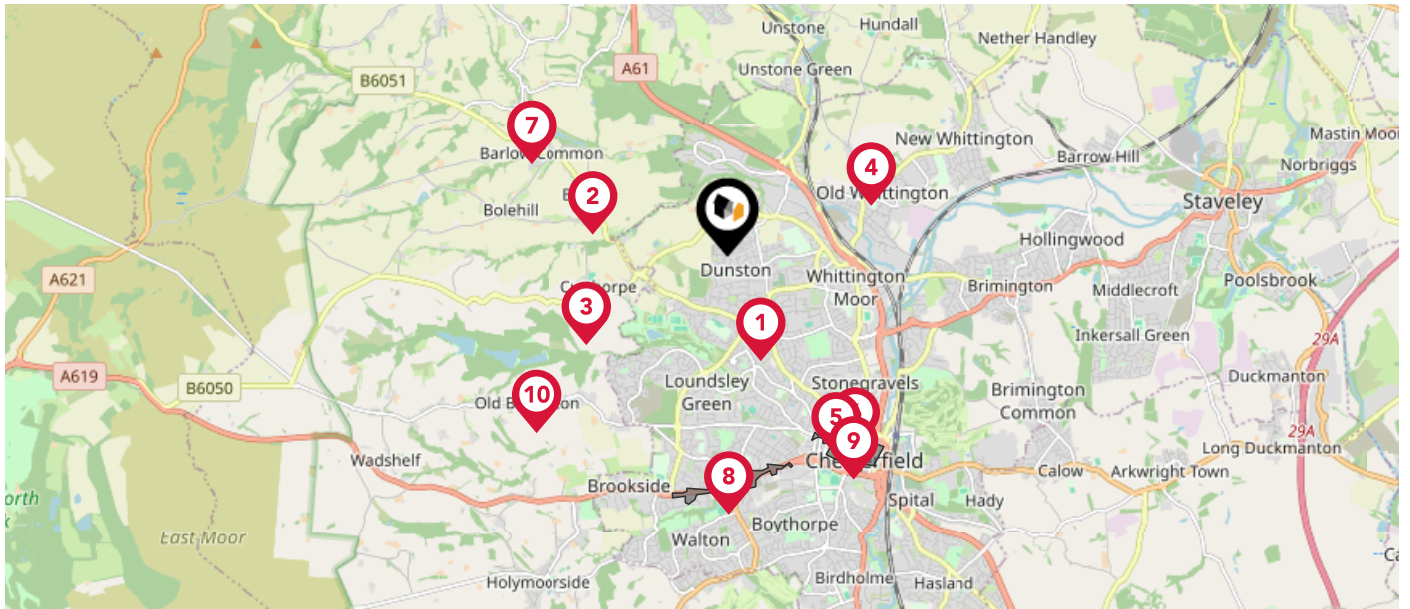 Unstone
Hundall
Nether Handley
A61
Unstone Green
B6051
7
New Whittington
Mastin Moor
Barlow Common
4
Barrow Hill
Norbriggs
2
Old Whittington
Staveley
Bolehill
Hollingwood
A621
Dunston
Whittington
Moor
Brimington
Middlecroft
Poolsbrook
3
1
Inkersall Green
29A
A619
B6050
Loundsley
Green
Stonegravels
Brimington
Common
Duckmanton
10
5
9
29A
Long Duckmanton
Wadshelf
Chesterfield
Calow
Arkwright Town
Brookside
8
Spital
Hady
East Moor
Walton
Boythorpe
Holymoorside
Birdholme
Hasland